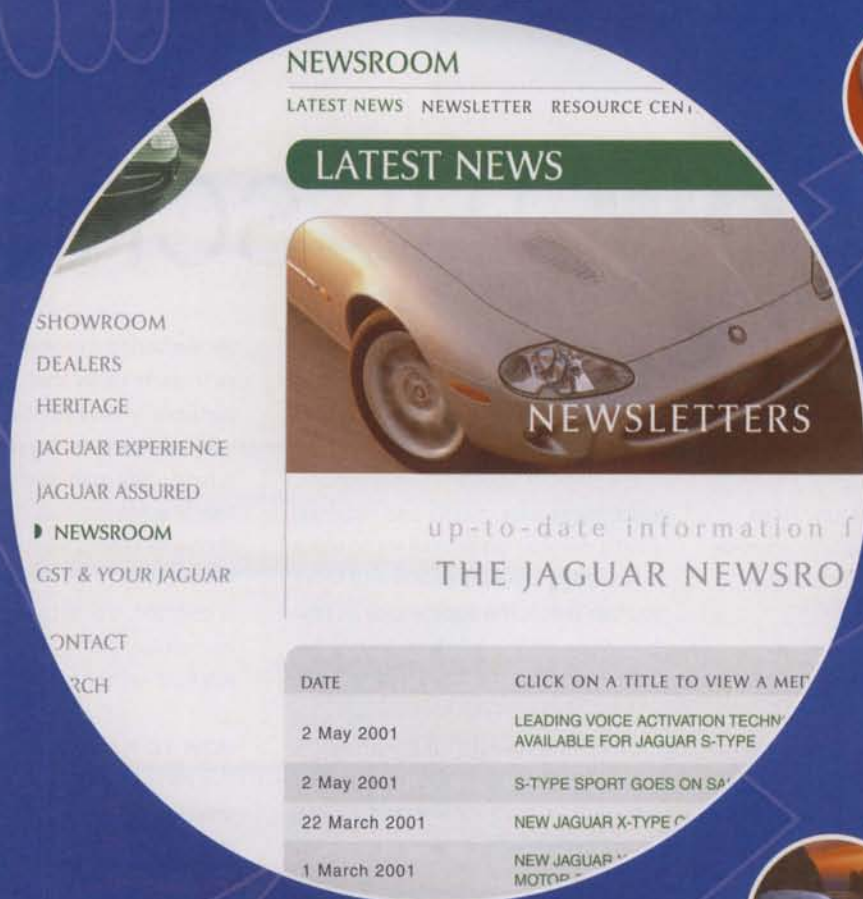 NEWSROOM
LATEST NEWS NEWSLETTER RESOURCE
LATEST NEWS
SHOWROOM
DEALERS
HERITAGE
JAGUAR EXPERIENCE
JAGUAR ASSURED
NEWSROOM
GST & YOUR JAGUAR
NEWSLETTERS
up-to-date information
THE JAGUAR
DATE CLICK ON A TITLE TO VIEW A
2 May 2001 LEADING VOICE ACTIVATION
AVAILABLE FOR JAGUAR S-TYPE
2 May 2001 S-TYPE SPORT GOES ON
22 March 2001 NEW JAGUAR X-TYPE
1 March 2001 NEW JAGUAR